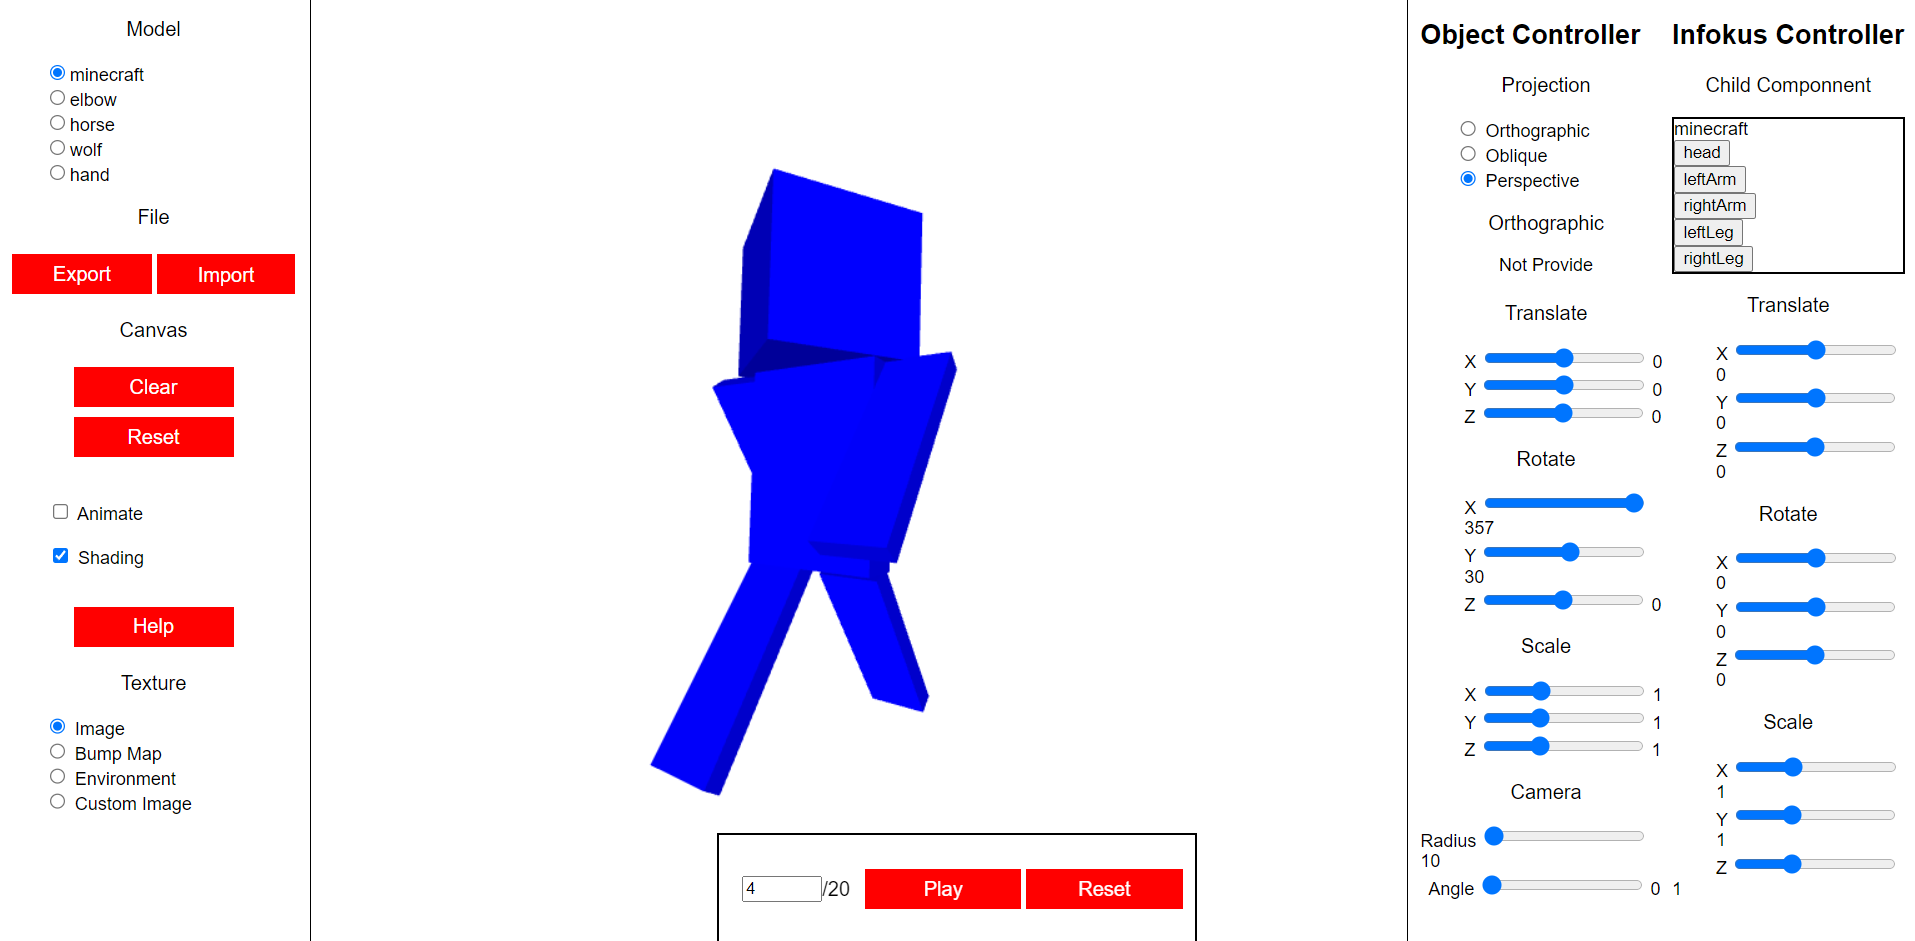 Model
minecraft
elbow
horse
wolf
hand
File
Export Import
Canvas
Clear
Reset
Animate
Shading
Help
Texture
Image
Bump Map
Environment
Custom Image
4 /20 Play Reset
Object Controller
Projection
Orthographic
Oblique
Perspective
Orthographic
Not Provide
Translate
X 0
Y 0
Z 0
Rotate
X
357
Y
30
Z 0
Scale
X 1
Y 1
Z 1
Camera
Radius
10
Angle 0
Infokus Controller
Child Componnent
minecraft
head
leftArm
rightArm
leftLeg
rightLeg
Translate
X
0
Y
0
Z
0
Rotate
X
0
Y
0
Z
0
Scale
X
1
Y
1
Z
1